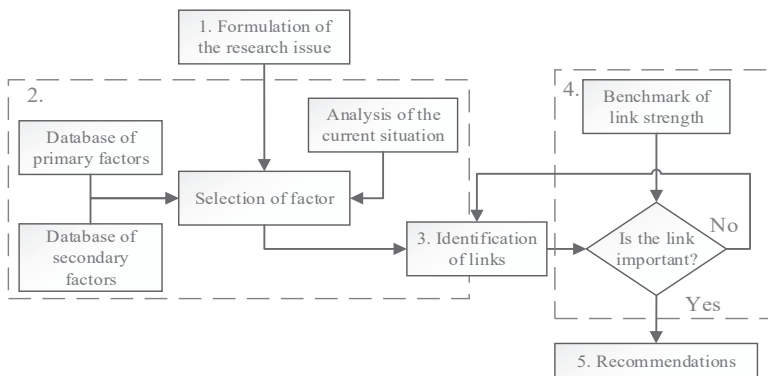 1. Formulation of
the research issue
2.
Database of
primary factors
Analysis of the
current situation
Selection of factor
Database of
secondary
factors
3. Identification
of links
4.
Benchmark of
link strength
Is the link
important?
No
Yes
5. Recommendations